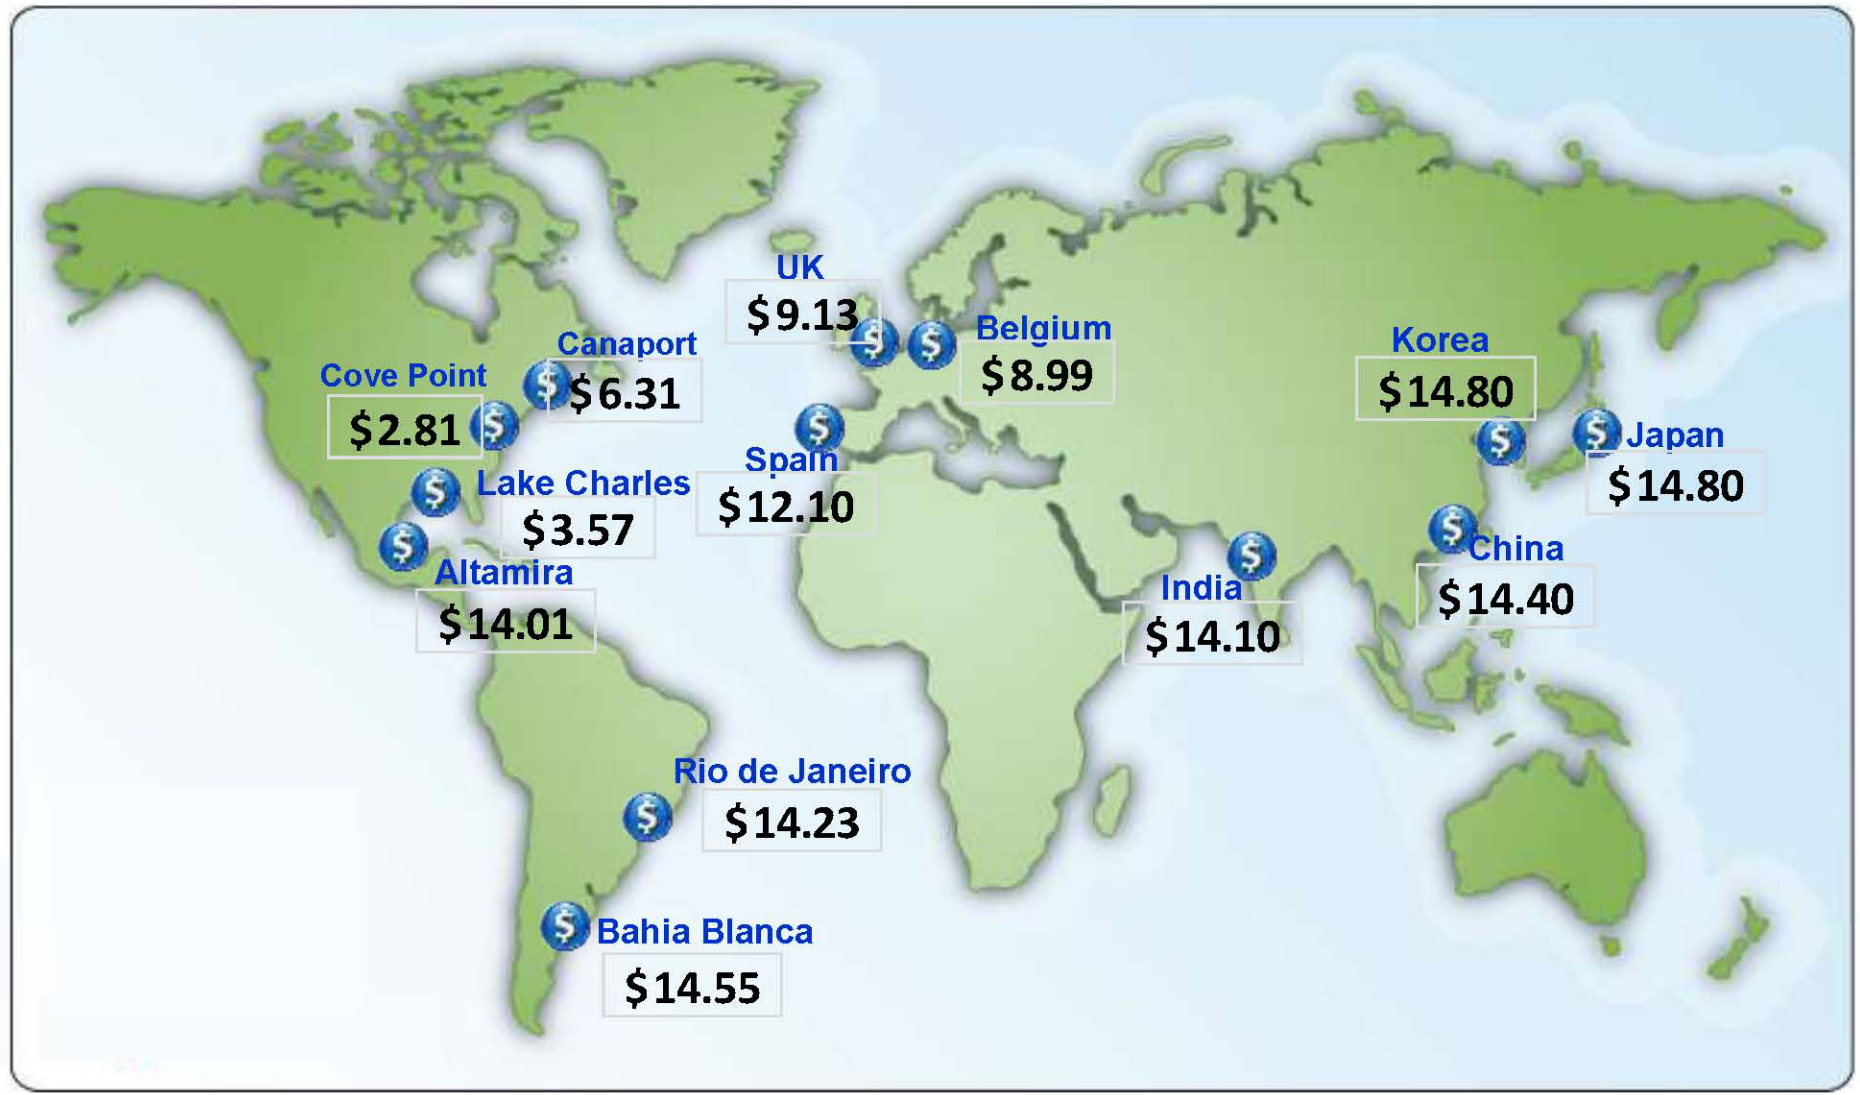 UK
$9.13
Belgium
$8.99
Canaport
$6.31
Cove Point
$2.81
Korea
$14.80
Japan
$14.80
Spain
$12.10
Lake Charles
$3.57
China
$14.40
Altamira
$14.01
India
$14.10
Rio de Janeiro
$14.23
Bahia Blanca
$14.55